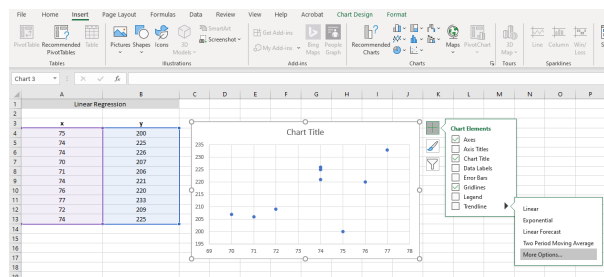 File Home Insert Page Layout Formulas Data Review View Help Acrobat Chart Design Format
PivotTable Recommended PivotTables Table Pictures Shapes Icons 3D Models SmartArt Screenshot Get Add-ins My Add-ins Bing Maps People Graph Recommended Charts Maps PivotChart 3D Map Line Column Win/Loss
Tables Illustrations Add-ins Charts Tours Sparklines
Chart 3 fx
A B C D E F G H I J K L M N O P
1 Linear Regression
2
3 x y
4 75 200
5 74 225
6 74 226
7 70 207
8 71 206
9 74 221
10 76 220
11 77 233
12 72 209
13 74 225
14
15
16
17
18
Chart Title
235
230
225
220
215
210
205
200
195
69 70 71 72 73 74 75 76 77 78
Chart Elements
Axes
Axis Titles
Chart Title
Data Labels
Error Bars
Gridlines
Legend
Trendline
Linear
Exponential
Linear Forecast
Two Period Moving Average
More Options...